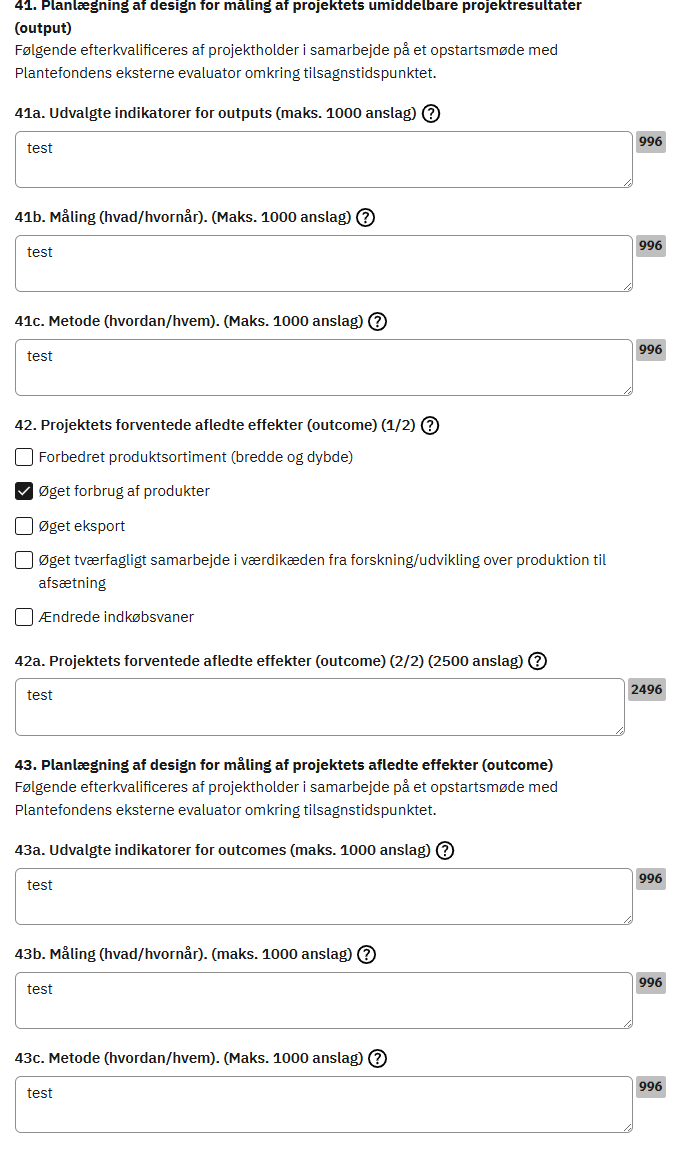 41. Planlægning af design for måling af projektets umiddelbare projektresultater
(output)
Følgende efterkvalificeres af projektholder i samarbejde på et opstartsmøde med
Plantefondens eksterne evaluator omkring tilsagnstidspunktet.
41a. Udvalgte indikatorer for outputs (maks. 1000 anslag) ?
test
996
41b. Måling (hvad/hvornår). (Maks. 1000 anslag) ?
test
996
41c. Metode (hvordan/hvem). (Maks. 1000 anslag) ?
test
996
42. Projektets forventede afledte effekter (outcome) (1/2) ?
Forbedret produktsortiment (bredde og dybde)
Øget forbrug af produkter
Øget eksport
Øget tværfagligt samarbejde i værdikæden fra forskning/udvikling over produktion til
afsætning
Ændrede indkøbsvaner
42a. Projektets forventede afledte effekter (outcome) (2/2) (2500 anslag) ?
test
2496
43. Planlægning af design for måling af projektets afledte effekter (outcome)
Følgende efterkvalificeres af projektholder i samarbejde på et opstartsmøde med
Plantefondens eksterne evaluator omkring tilsagnstidspunktet.
43a. Udvalgte indikatorer for outcomes (maks. 1000 anslag) ?
test
996
43b. Måling (hvad/hvornår). (maks. 1000 anslag) ?
test
996
43c. Metode (hvordan/hvem). (Maks. 1000 anslag) ?
test
996